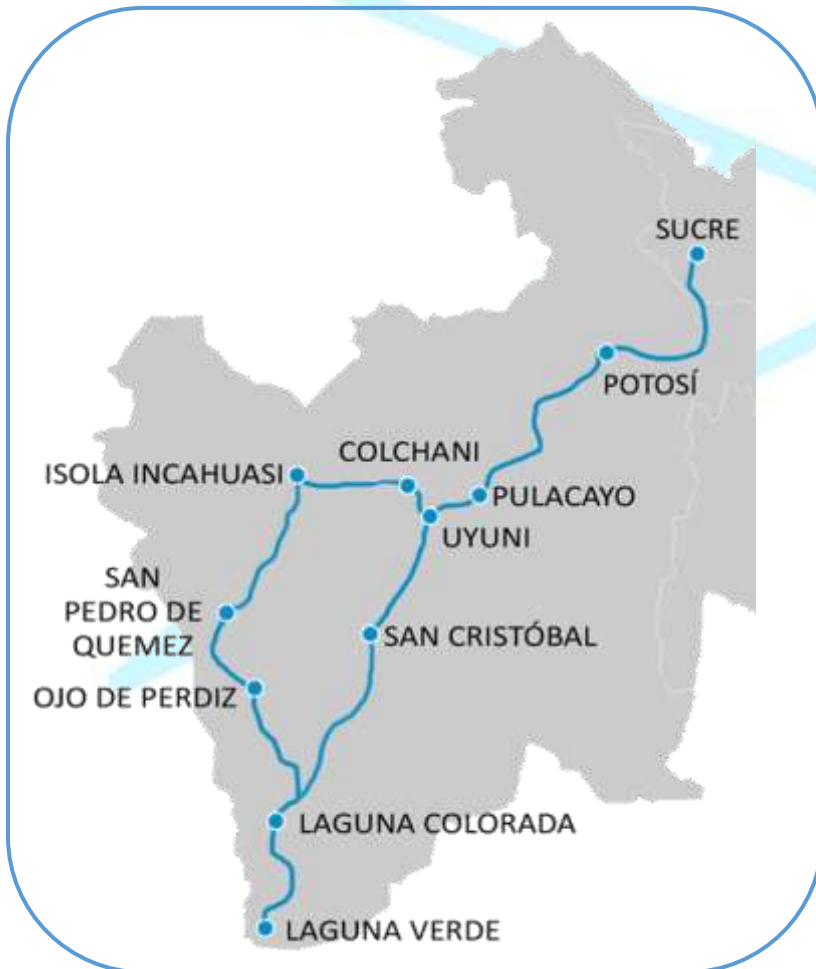 SUCRE
POTOSÍ
COLCHANI
ISOLA INCAHUASI
PULACAYO
UYUNI
SAN
PEDRO DE
QUEMEZ
SAN CRISTÓBAL
OJO DE PERDIZ
LAGUNA COLORADA
LAGUNA VERDE